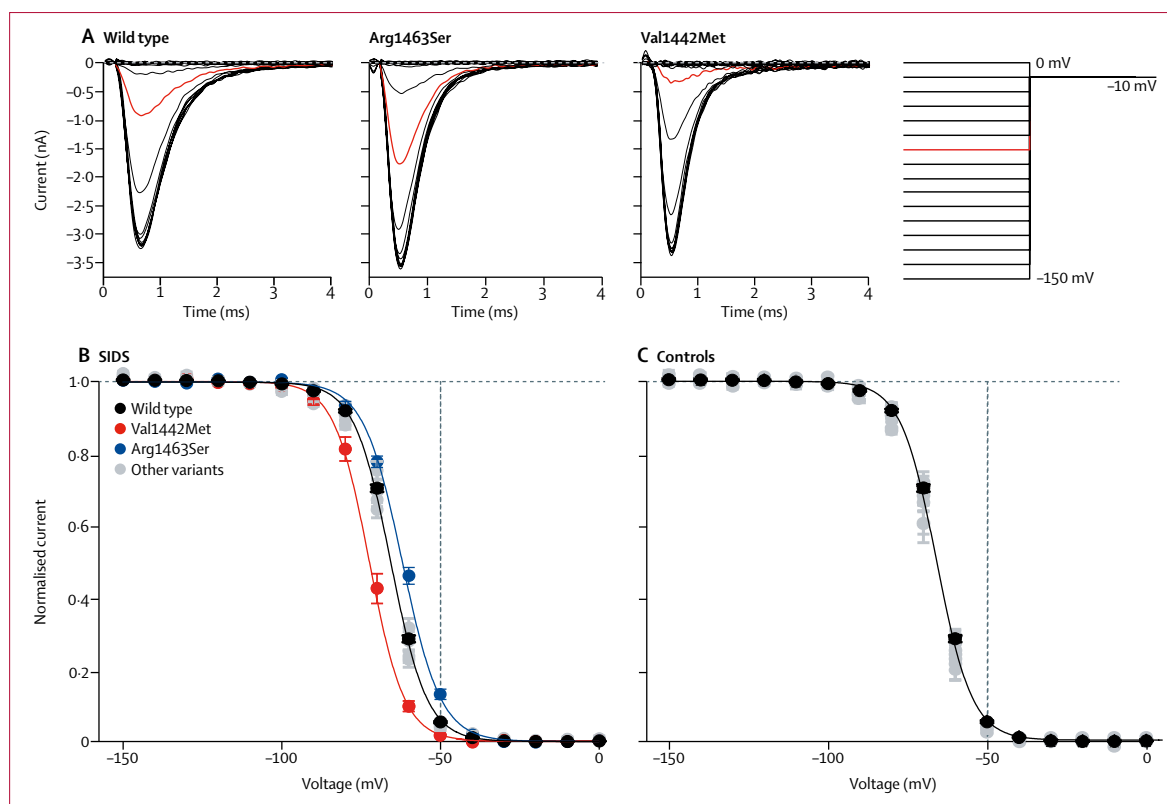 A Wild type
Arg1463Ser
Val1442Met
0
–0·5
–1·0
–1·5
–2·0
–2·5
–3·0
–3·5
Current (nA)
0 1 2 3 4
Time (ms)
0 1 2 3 4
Time (ms)
0 1 2 3 4
Time (ms)
0 mV
–10 mV
–150 mV
B SIDS
1·0
0·8
0·6
0·4
0·2
0
Normalised current
Wild type
Val1442Met
Arg1463Ser
Other variants
–150 –100 –50 0
Voltage (mV)
C Controls
–150 –100 –50 0
Voltage (mV)